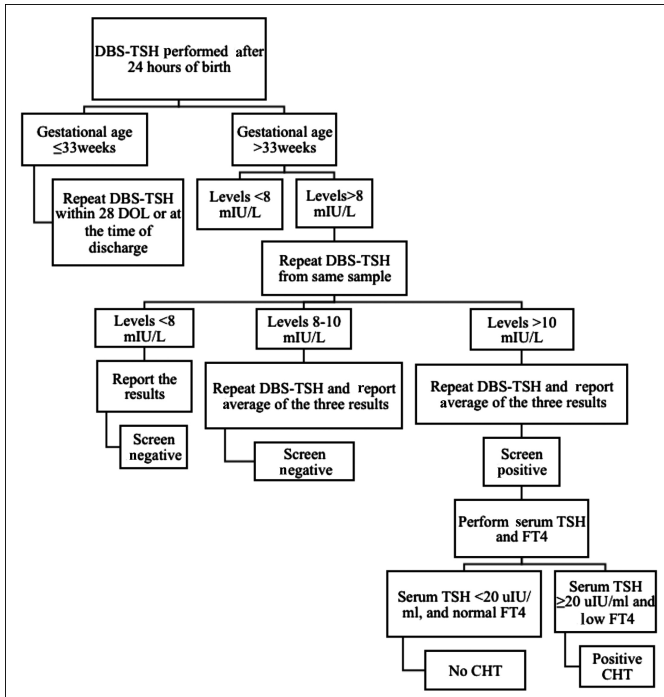 DBS-TSH performed after
24 hours of birth
Gestational age
≤33weeks
Gestational age
>33weeks
Repeat DBS-TSH
within 28 DOL or at
the time of
discharge
Levels <8
mIU/L
Levels>8
mIU/L
Repeat DBS-TSH
from same sample
Levels <8
mIU/L
Levels 8-10
mIU/L
Levels >10
mIU/L
Report the
results
Repeat DBS-TSH and report
average of the three results
Repeat DBS-TSH and report
average of the three results
Screen
negative
Screen
negative
Screen
positive
Perform serum TSH
and FT4
Serum TSH <20 uIU/
ml, and normal FT4
Serum TSH
≥20 uIU/ml and
low FT4
No CHT
Positive
CHT